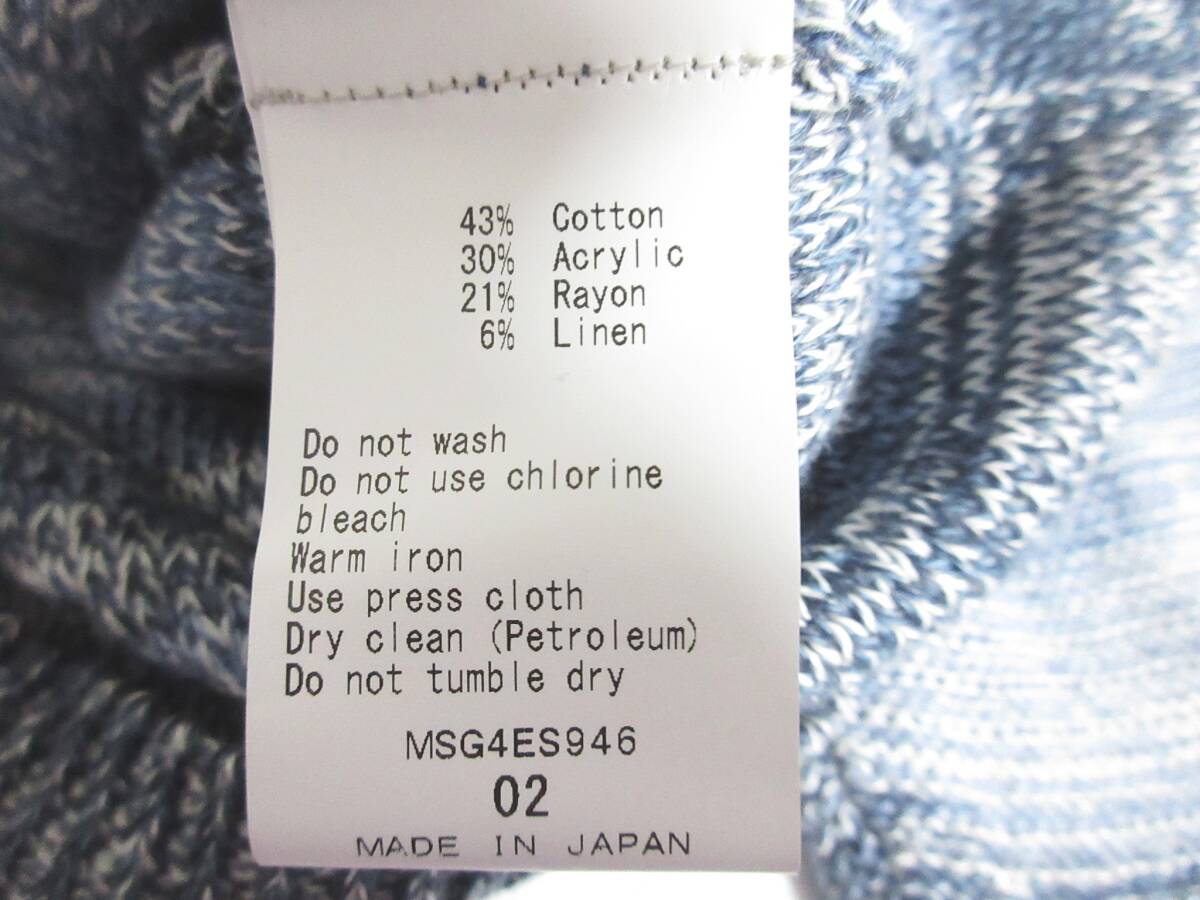 43% Cotton
30% Acrylic
21% Rayon
6% Linen
Do not wash
Do not use chlorine
bleach
Warm iron
Use press cloth
Dry clean (Petroleum)
Do not tumble dry
MSG4ES946
02
MADE IN JAPAN